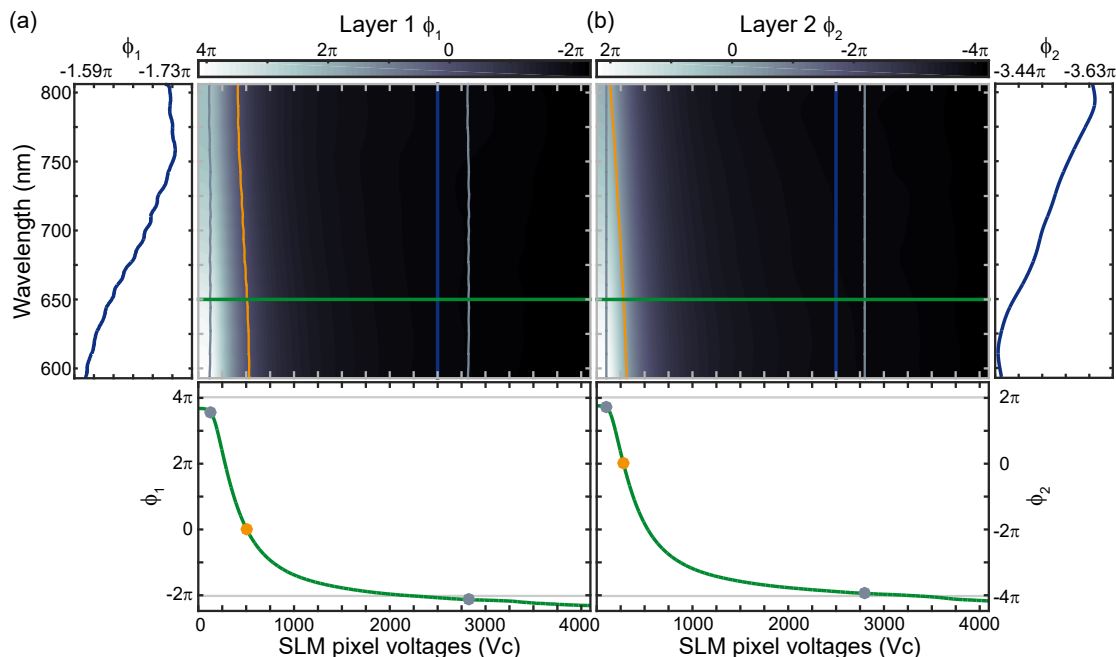 (a)
Layer 1 ϕ1
(b)
Layer 2 ϕ2
ϕ1
4π 2π 0 -2π
2π 0 -2π -4π
ϕ2
-1.59π -1.73π
-3.44π -3.63π
Wavelength (nm)
800
750
700
650
600
ϕ1
4π
2π
0
-2π
2π
0
-2π
-4π
ϕ2
0 1000 2000 3000 4000
0 1000 2000 3000 4000
SLM pixel voltages (Vc)
SLM pixel voltages (Vc)